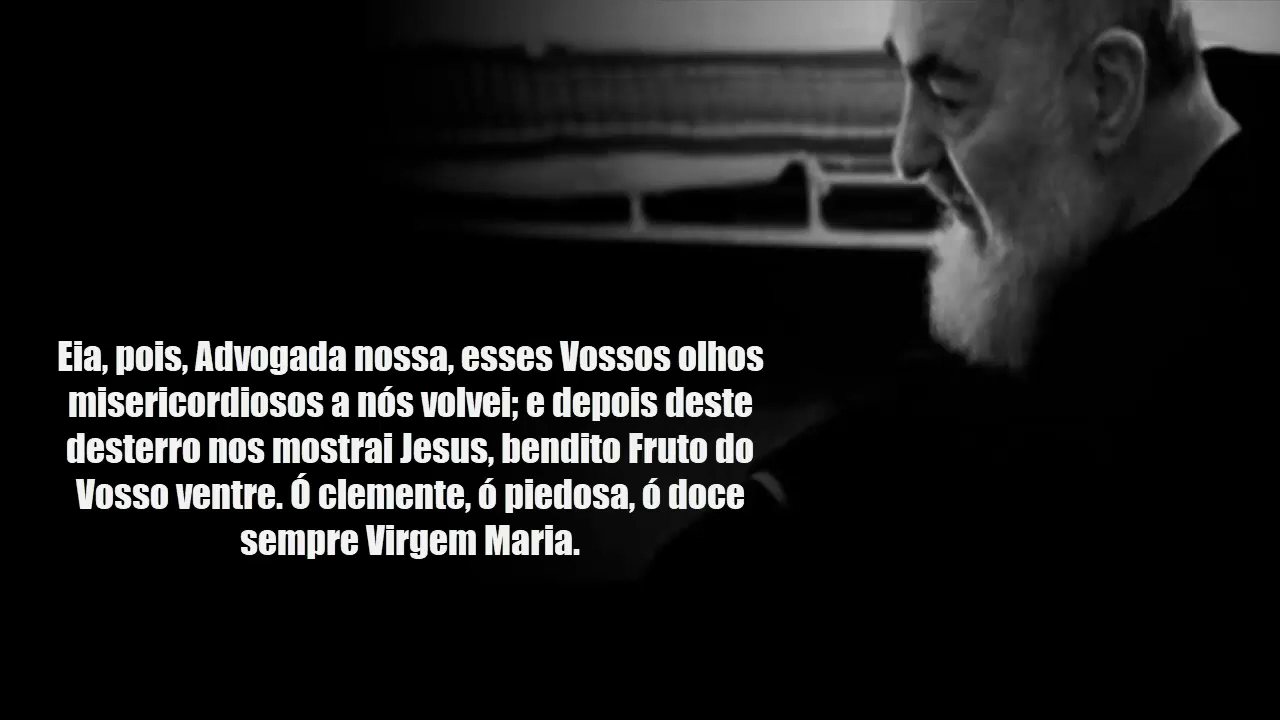 Eia, pois, Advogada nossa, esses Vossos olhos
misericordiosos a nós volvei; e depois deste
desterro nos mostrai Jesus, bendito Fruto do
Vosso ventre. Ó clemente, ó piedosa, ó doce
sempre Virgem Maria.